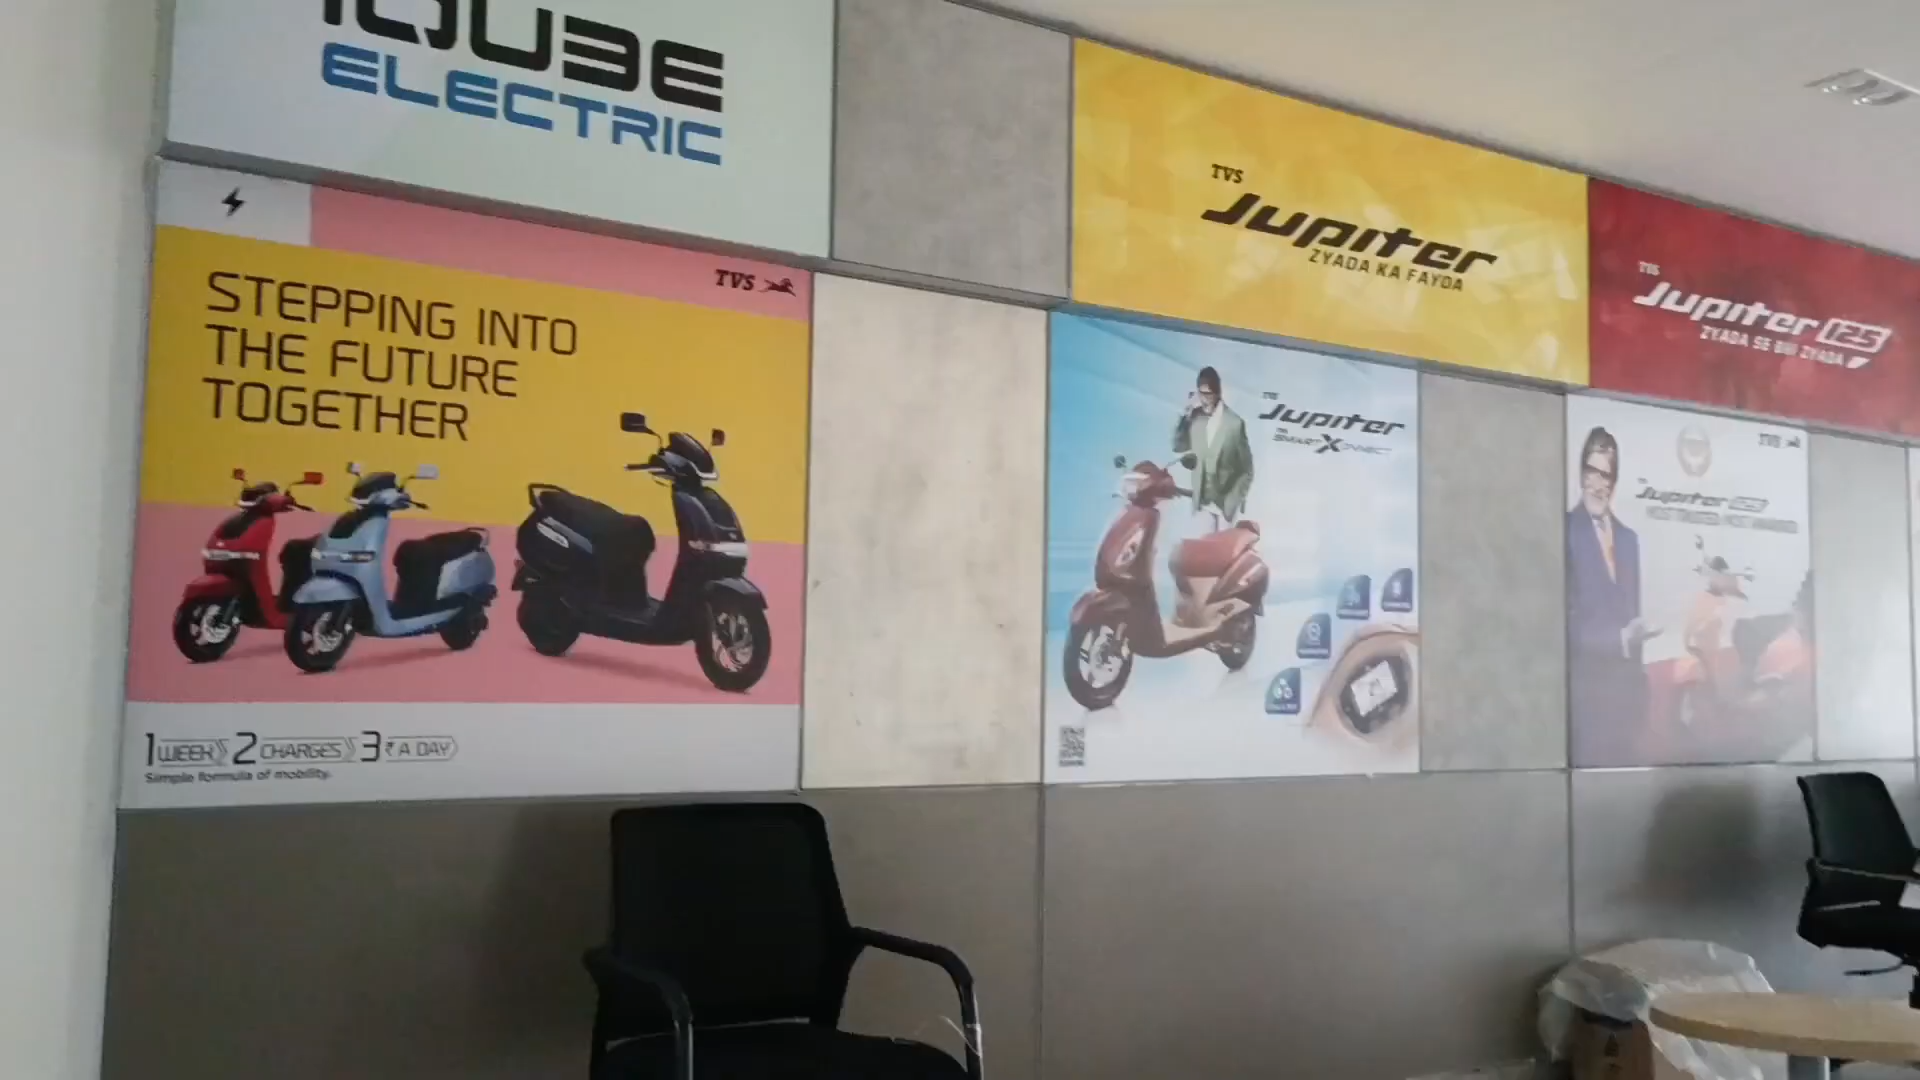 IQUBE
ELECTRIC
TVS
STEPPING INTO
THE FUTURE
TOGETHER
1 WEEK 2 CHARGES 3 ₹ A DAY
Simple formula of mobility.
TVS
Jupiter
ZYADA KA FAYDA
TVS
Jupiter
SMARTXONNECT
TVS
Jupiter 125
ZYADA SE BHI ZYADA
TVS
Jupiter 125